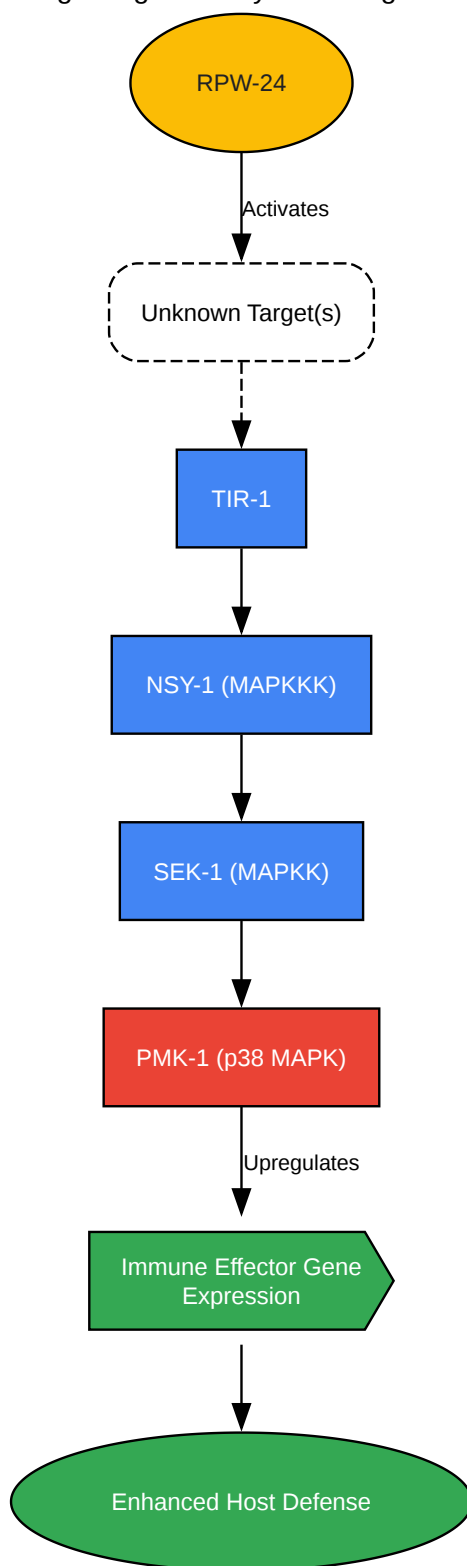 RPW-24
Activates
Unknown Target(s)
TIR-1
NSY-1 (MAPKKK)
SEK-1 (MAPKK)
PMK-1 (p38 MAPK)
Upregulates
Immune Effector Gene
Expression
Enhanced Host Defense